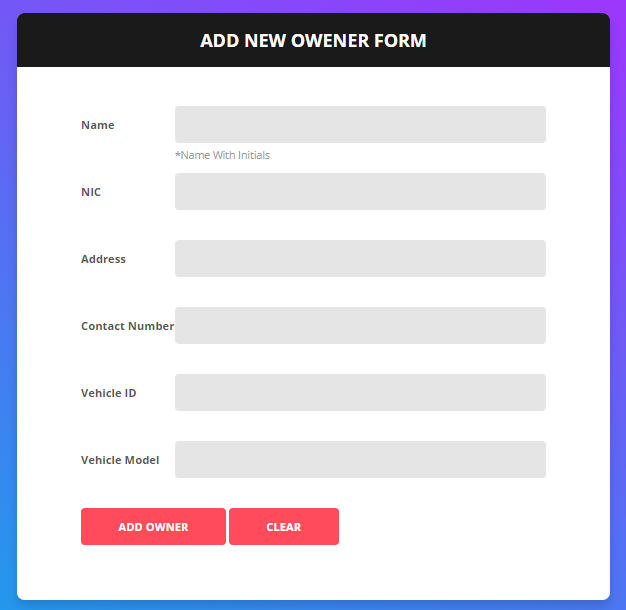 ADD NEW OWENER FORM
Name
*Name With Initials
NIC
Address
Contact Number
Vehicle ID
Vehicle Model
ADD OWNER CLEAR